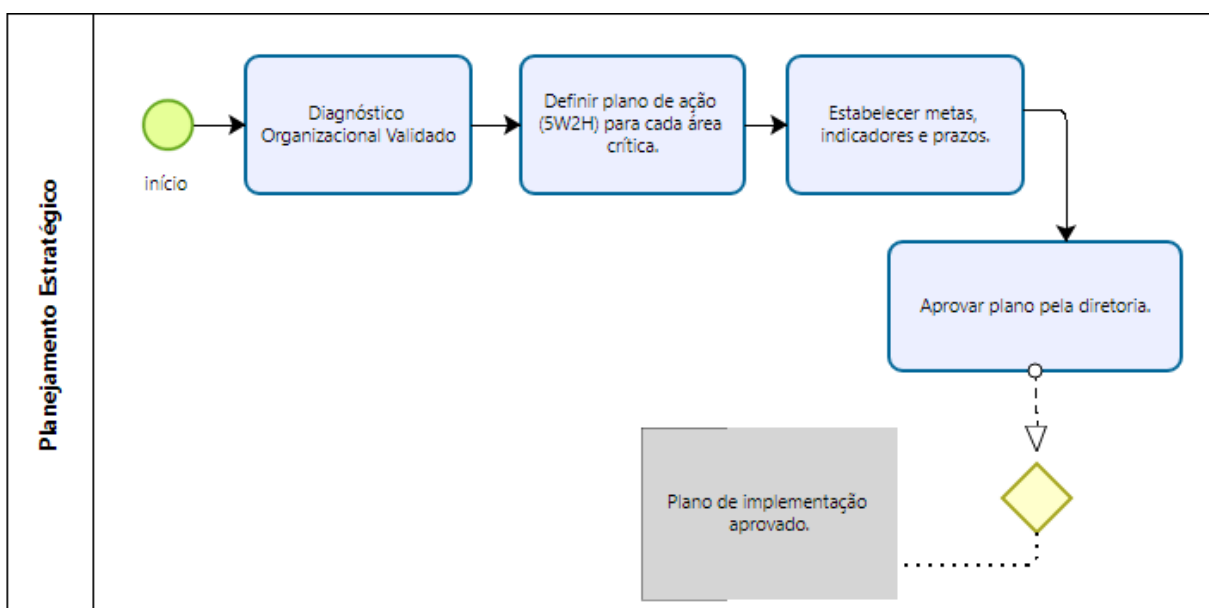 Planejamento Estratégico
início
Diagnóstico
Organizacional Validado
Definir plano de ação
(5W2H) para cada área
crítica.
Estabelecer metas,
indicadores e prazos.
Aprovar plano pela diretoria.
Plano de implementação
aprovado.